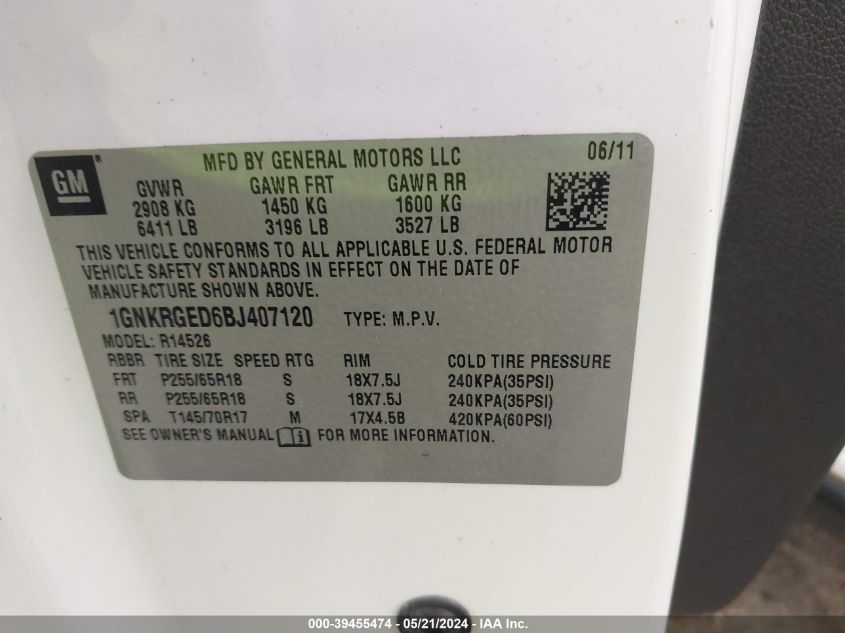 GM ®
MFD BY GENERAL MOTORS LLC 06/11
GVWR GAWR FRT GAWR RR
2908 KG 1450 KG 1600 KG
6411 LB 3196 LB 3527 LB
THIS VEHICLE CONFORMS TO ALL APPLICABLE U.S. FEDERAL MOTOR
VEHICLE SAFETY STANDARDS IN EFFECT ON THE DATE OF
MANUFACTURE SHOWN ABOVE.
1GNKRGED6BJ407120 TYPE: M.P.V.
MODEL: R14526
RBBR TIRE SIZE SPEED RTG RIM COLD TIRE PRESSURE
FRT P255/65R18 S 18X7.5J 240KPA(35PSI)
RR P255/65R18 S 18X7.5J 240KPA(35PSI)
SPA T145/70R17 M 17X4.5B 420KPA(60PSI)
SEE OWNER'S MANUAL i FOR MORE INFORMATION.
000-39455474 / 05/21/2024 - IAA Inc.